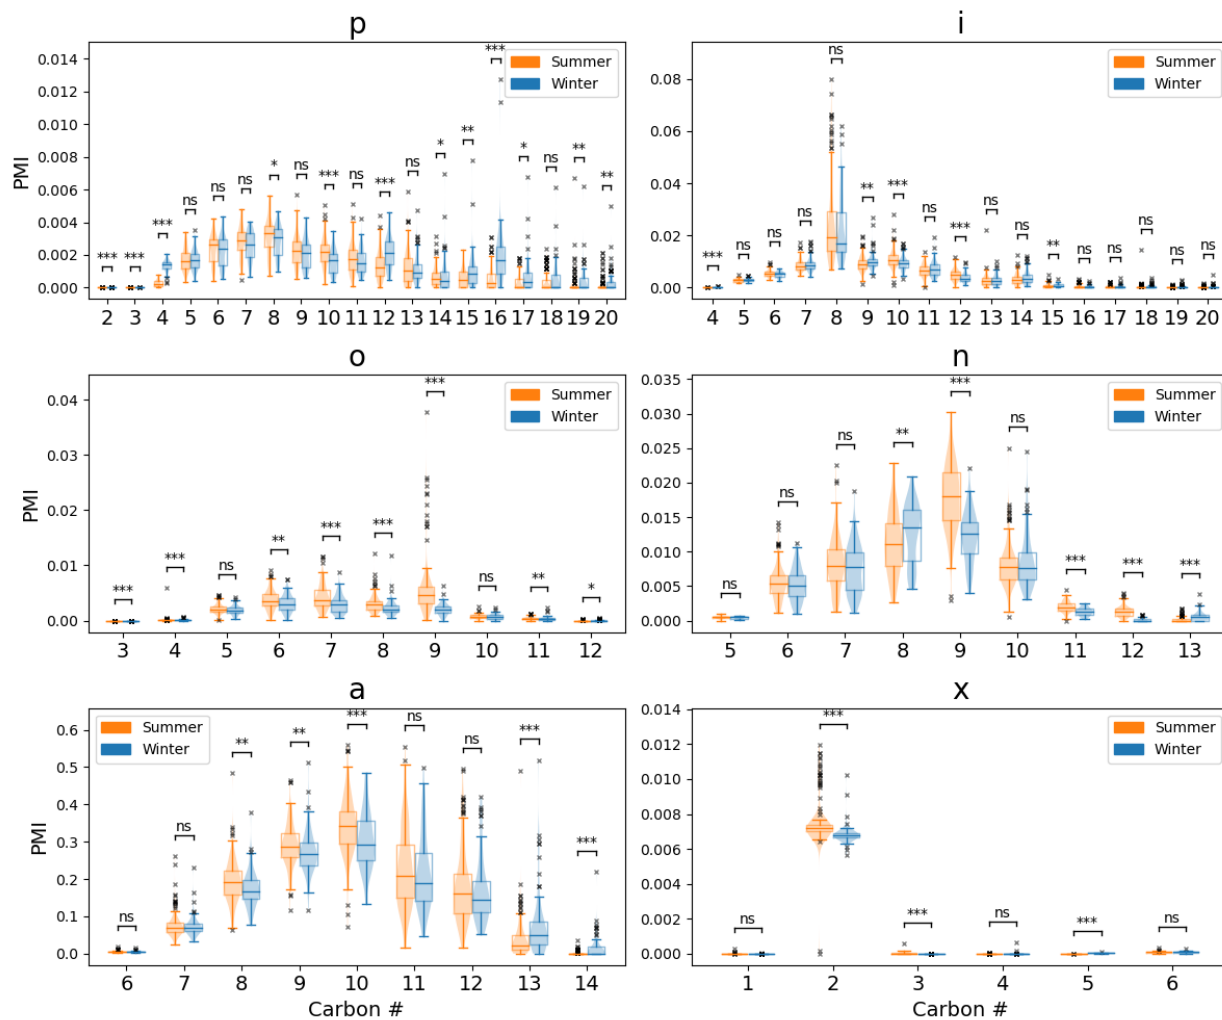 p
PMI
0.014
0.012
0.010
0.008
0.006
0.004
0.002
0.000
Summer
Winter
*** *** *** ns ns ns * ns *** ns *** ns * ** *** * ns ** **
2 3 4 5 6 7 8 9 10 11 12 13 14 15 16 17 18 19 20
i
0.08
0.06
0.04
0.02
0.00
Summer
Winter
*** ns ns ns ns ** *** ns *** ns ns ** ns ns ns ns ns
4 5 6 7 8 9 10 11 12 13 14 15 16 17 18 19 20
o
PMI
0.04
0.03
0.02
0.01
0.00
Summer
Winter
*** *** ns ** *** *** *** ns ** *
3 4 5 6 7 8 9 10 11 12
n
0.035
0.030
0.025
0.020
0.015
0.010
0.005
0.000
Summer
Winter
ns ns ns ** *** ns *** *** ***
5 6 7 8 9 10 11 12 13
a
PMI
0.6
0.5
0.4
0.3
0.2
0.1
0.0
Summer
Winter
ns ns ** ** *** ns ns *** ***
6 7 8 9 10 11 12 13 14
Carbon #
x
0.014
0.012
0.010
0.008
0.006
0.004
0.002
0.000
Summer
Winter
ns *** *** ns *** ns
1 2 3 4 5 6
Carbon #